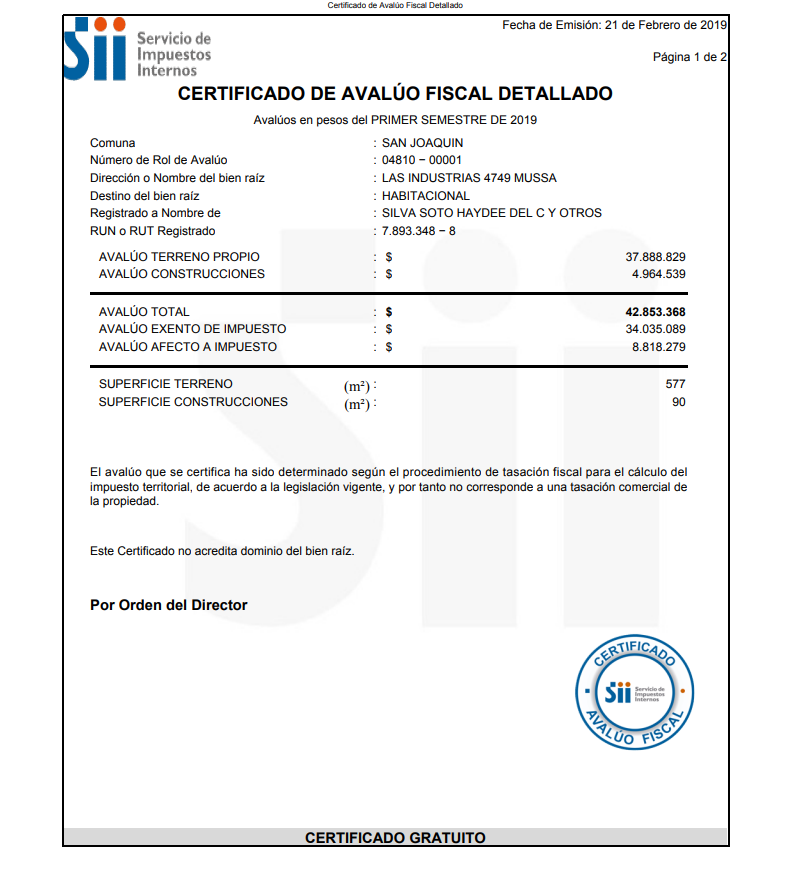 Certificado de Avalúo Fiscal Detallado
Fecha de Emisión: 21 de Febrero de 2019
Sii Servicio de
Impuestos
Internos
Página 1 de 2
CERTIFICADO DE AVALÚO FISCAL DETALLADO
Avalúos en pesos del PRIMER SEMESTRE DE 2019
Comuna : SAN JOAQUIN
Número de Rol de Avalúo : 04810 − 00001
Dirección o Nombre del bien raíz : LAS INDUSTRIAS 4749 MUSSA
Destino del bien raíz : HABITACIONAL
Registrado a Nombre de : SILVA SOTO HAYDEE DEL C Y OTROS
RUN o RUT Registrado : 7.893.348 − 8
AVALÚO TERRENO PROPIO : $ 37.888.829
AVALÚO CONSTRUCCIONES : $ 4.964.539
AVALÚO TOTAL : $ 42.853.368
AVALÚO EXENTO DE IMPUESTO : $ 34.035.089
AVALÚO AFECTO A IMPUESTO : $ 8.818.279
SUPERFICIE TERRENO (m²) : 577
SUPERFICIE CONSTRUCCIONES (m²) : 90
El avalúo que se certifica ha sido determinado según el procedimiento de tasación fiscal para el cálculo del
impuesto territorial, de acuerdo a la legislación vigente, y por tanto no corresponde a una tasación comercial de
la propiedad.
Este Certificado no acredita dominio del bien raíz.
Por Orden del Director
CERTIFICADO
Sii Servicio de
Impuestos
Internos
AVALÚO FISCAL
CERTIFICADO GRATUITO